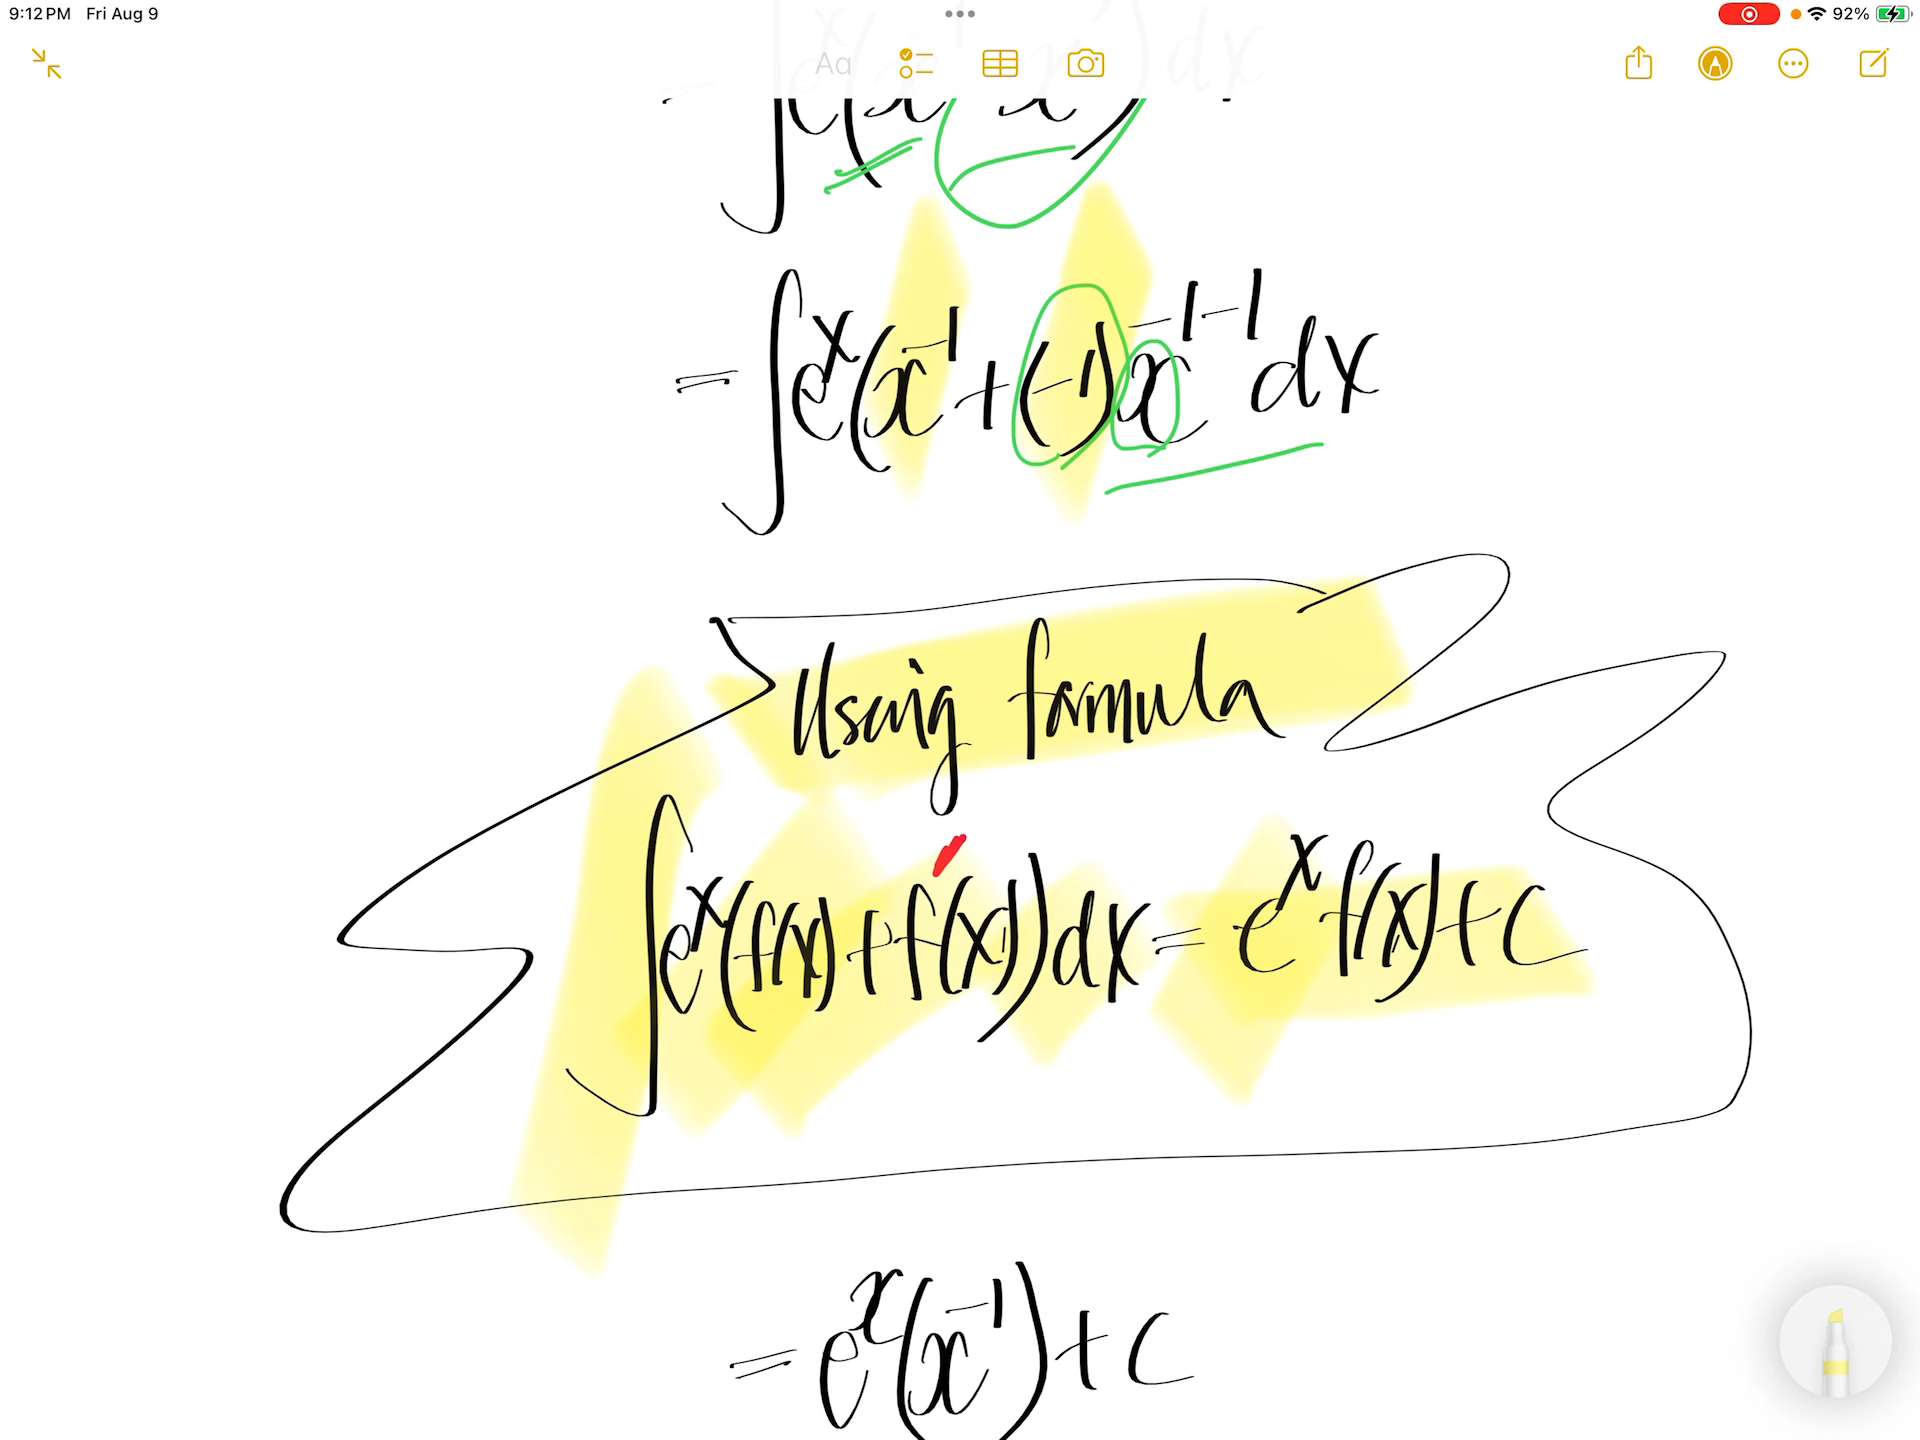 9:12 PM Fri Aug 9
92%
Aa
= ∫eˣ(x⁻¹ + (-1)x⁻¹⁻¹ dx
Using formula
∫eˣ(f(x) + f'(x))dx = eˣ f(x) + c
= eˣ(x⁻¹) + c